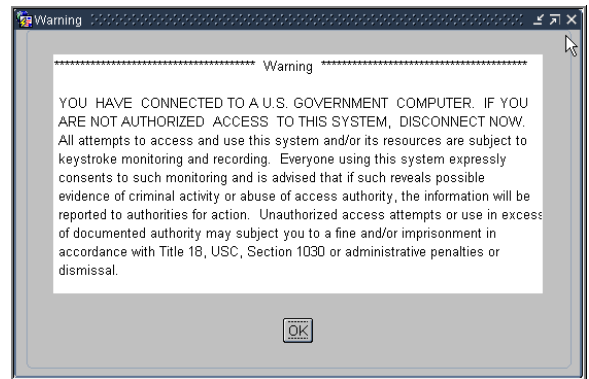 Warning
**************************************** Warning *****************************************
YOU HAVE CONNECTED TO A U.S. GOVERNMENT COMPUTER. IF YOU
ARE NOT AUTHORIZED ACCESS TO THIS SYSTEM, DISCONNECT NOW.
All attempts to access and use this system and/or its resources are subject to
keystroke monitoring and recording. Everyone using this system expressly
consents to such monitoring and is advised that if such reveals possible
evidence of criminal activity or abuse of access authority, the information will be
reported to authorities for action. Unauthorized access attempts or use in excess
of documented authority may subject you to a fine and/or imprisonment in
accordance with Title 18, USC, Section 1030 or administrative penalties or
dismissal.
OK